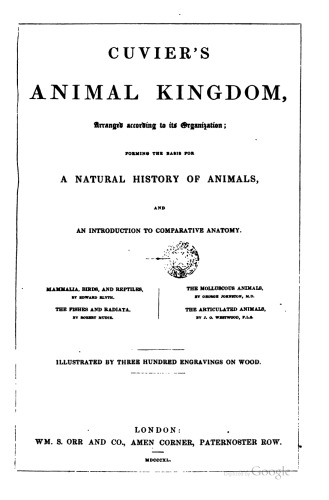 CUVIER'S
ANIMAL KINGDOM,
Arranged according to its Organization;
FORMING THE BASIS FOR
A NATURAL HISTORY OF ANIMALS,
AND
AN INTRODUCTION TO COMPARATIVE ANATOMY.
MAMMALIA, BIRDS, AND REPTILES,
BY EDWARD BLYTH.
THE FISHES AND RADIATA,
BY ROBERT MUDIE.
THE MOLLUSCOUS ANIMALS,
BY GEORGE JOHNSTON, M.D.
THE ARTICULATED ANIMALS,
BY J. O. WESTWOOD, F.L.S.
ILLUSTRATED BY THREE HUNDRED ENGRAVINGS ON WOOD.
LONDON:
WM. S. ORR AND CO., AMEN CORNER, PATERNOSTER ROW.
MDCCCXL.
Google